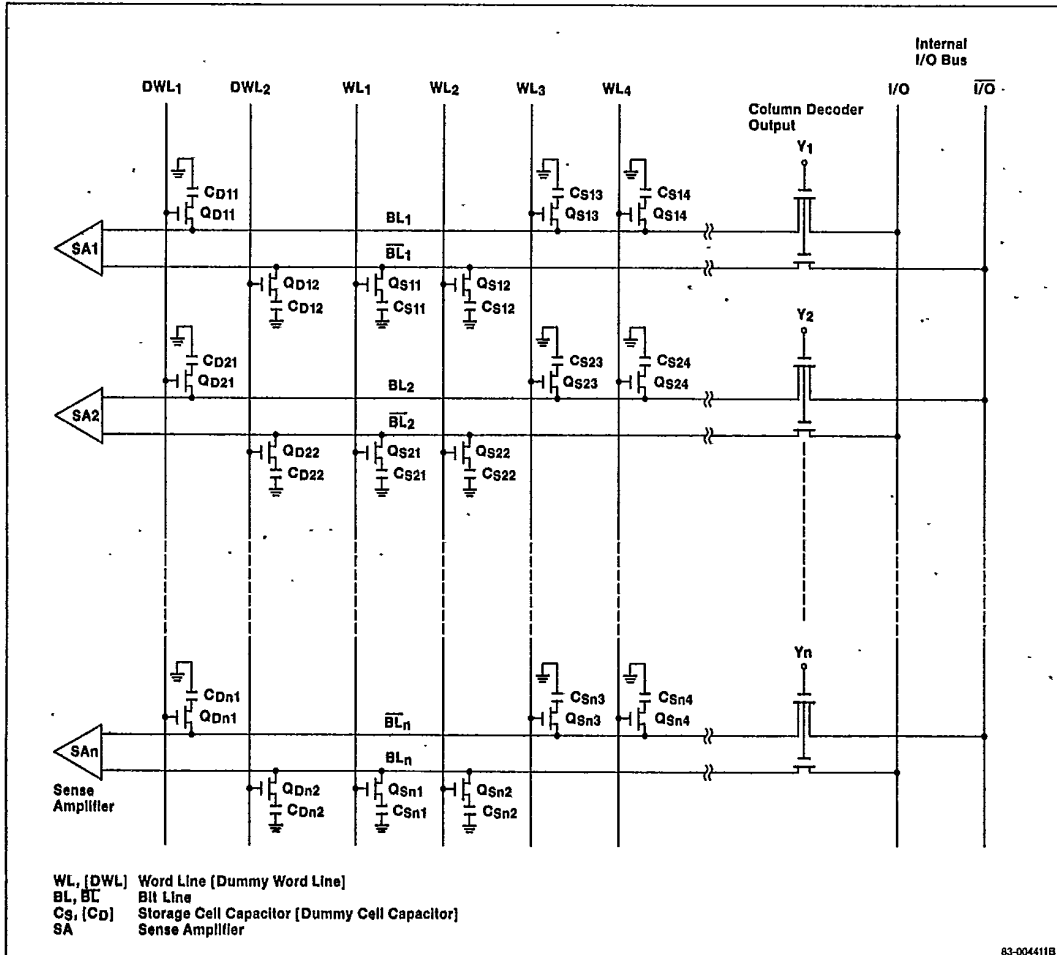 Internal
I/O Bus
DWL1 DWL2 WL1 WL2 WL3 WL4 I/O I/O̅
Column Decoder
Output
Y1
CD11 CS13 CS14
QD11 QS13 QS14
BL1
SA1
B̅L̅1
QD12 QS11 QS12
CD12 CS11 CS12
Y2
CD21 CS23 CS24
QD21 QS23 QS24
BL2
SA2
B̅L̅2
QD22 QS21 QS22
CD22 CS21 CS22
Yn
CDn1 CSn3 CSn4
QDn1 QSn3 QSn4
B̅L̅n
SAn
BLn
Sense
Amplifier
QDn2 QSn1 QSn2
CDn2 CSn1 CSn2
WL, [DWL] Word Line [Dummy Word Line]
BL, B̅L̅ Bit Line
CS, [CD] Storage Cell Capacitor [Dummy Cell Capacitor]
SA Sense Amplifier
83-004411B